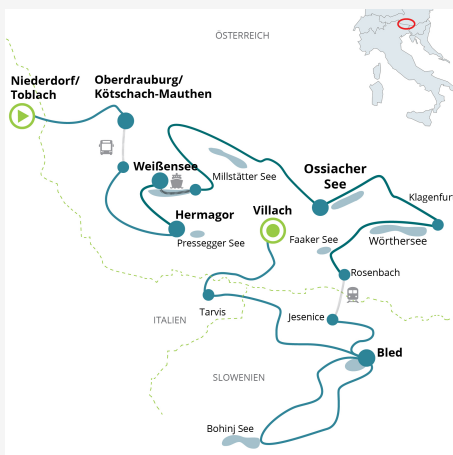 ÖSTERREICH
Niederdorf/
Toblach
Oberdrauburg/
Kötschach-Mauthen
Weißensee
Millstätter See
Ossiacher
See
Klagenfurt
Hermagor
Villach
Pressegger See
Faaker See
Wörthersee
Rosenbach
Tarvis
ITALIEN
Jesenice
Bled
SLOWENIEN
Bohinj See